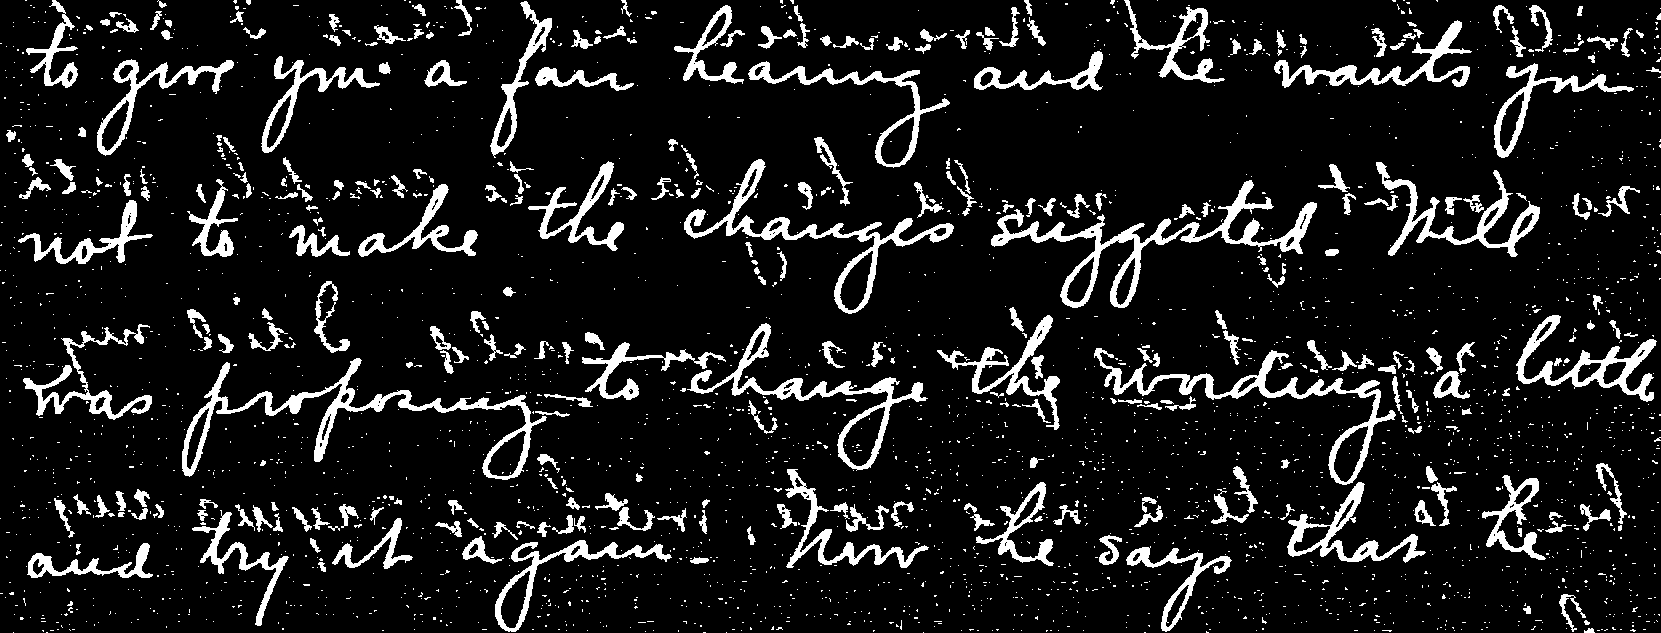 to give you a fair hearing and he wants you
not to make the changes suggested. Will
was proposing to change the wording a little
and try it again. Now he says that he